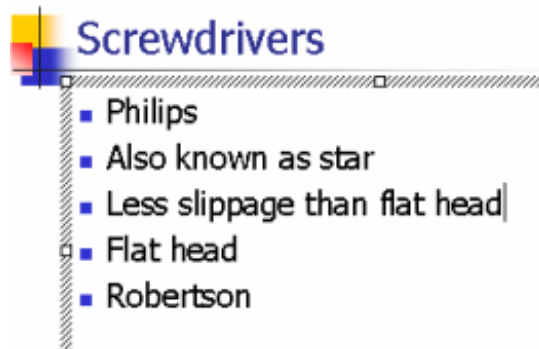 Screwdrivers
Philips
Also known as star
Less slippage than flat head
Flat head
Robertson